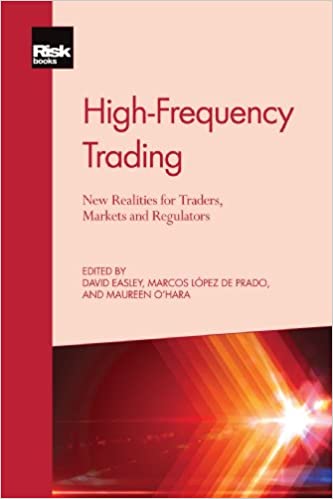 Risk
books
High-Frequency
Trading
New Realities for Traders,
Markets and Regulators
EDITED BY
DAVID EASLEY, MARCOS LÓPEZ DE PRADO,
AND MAUREEN O'HARA